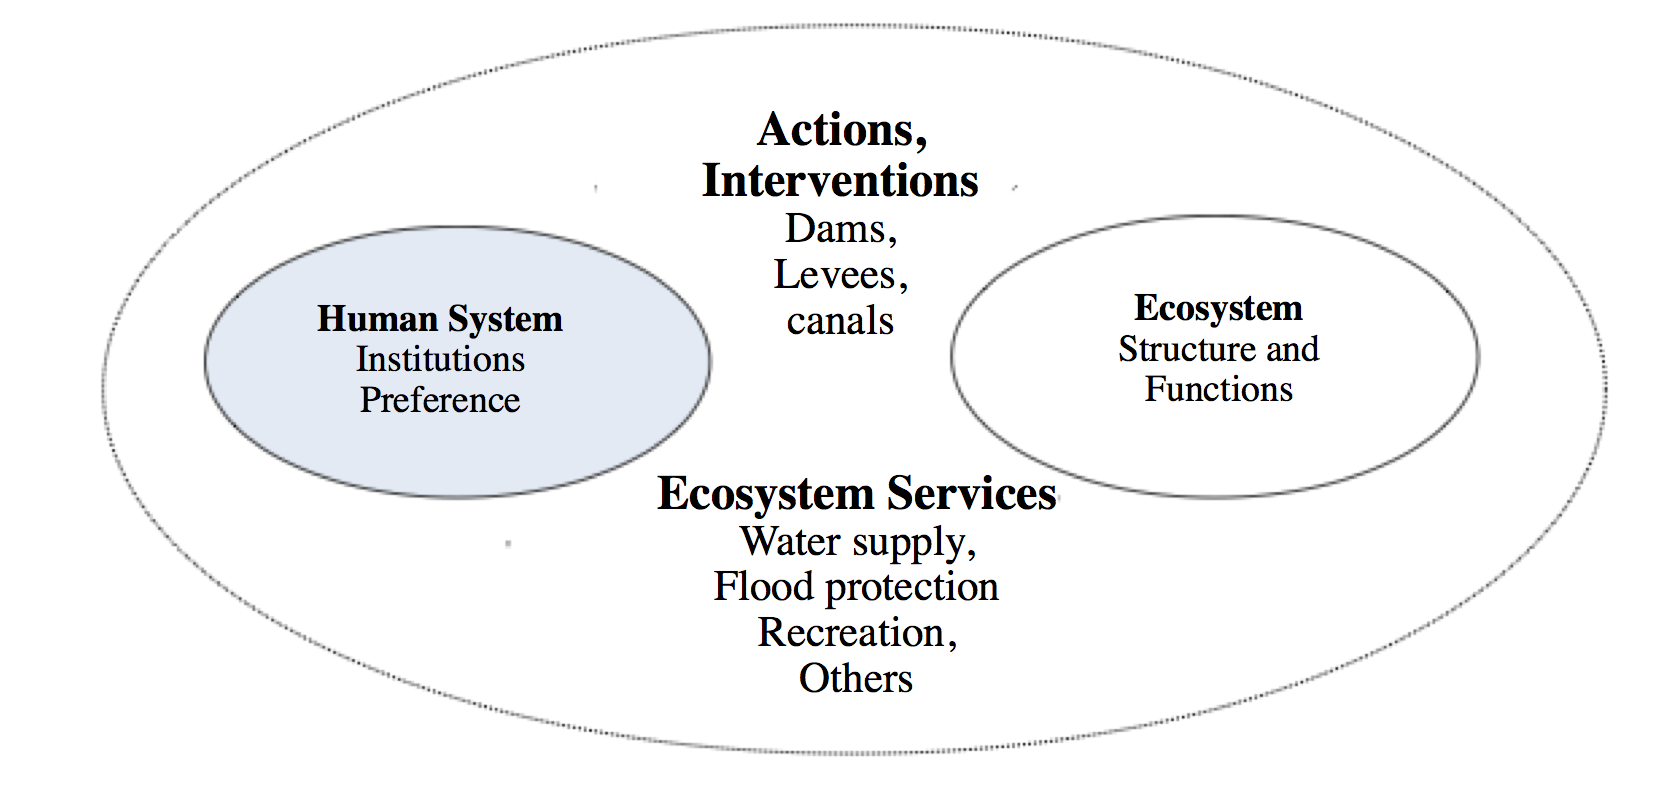 Actions,
Interventions
Dams,
Levees,
canals
Human System
Institutions
Preference
Ecosystem
Structure and
Functions
Ecosystem Services
Water supply,
Flood protection
Recreation,
Others